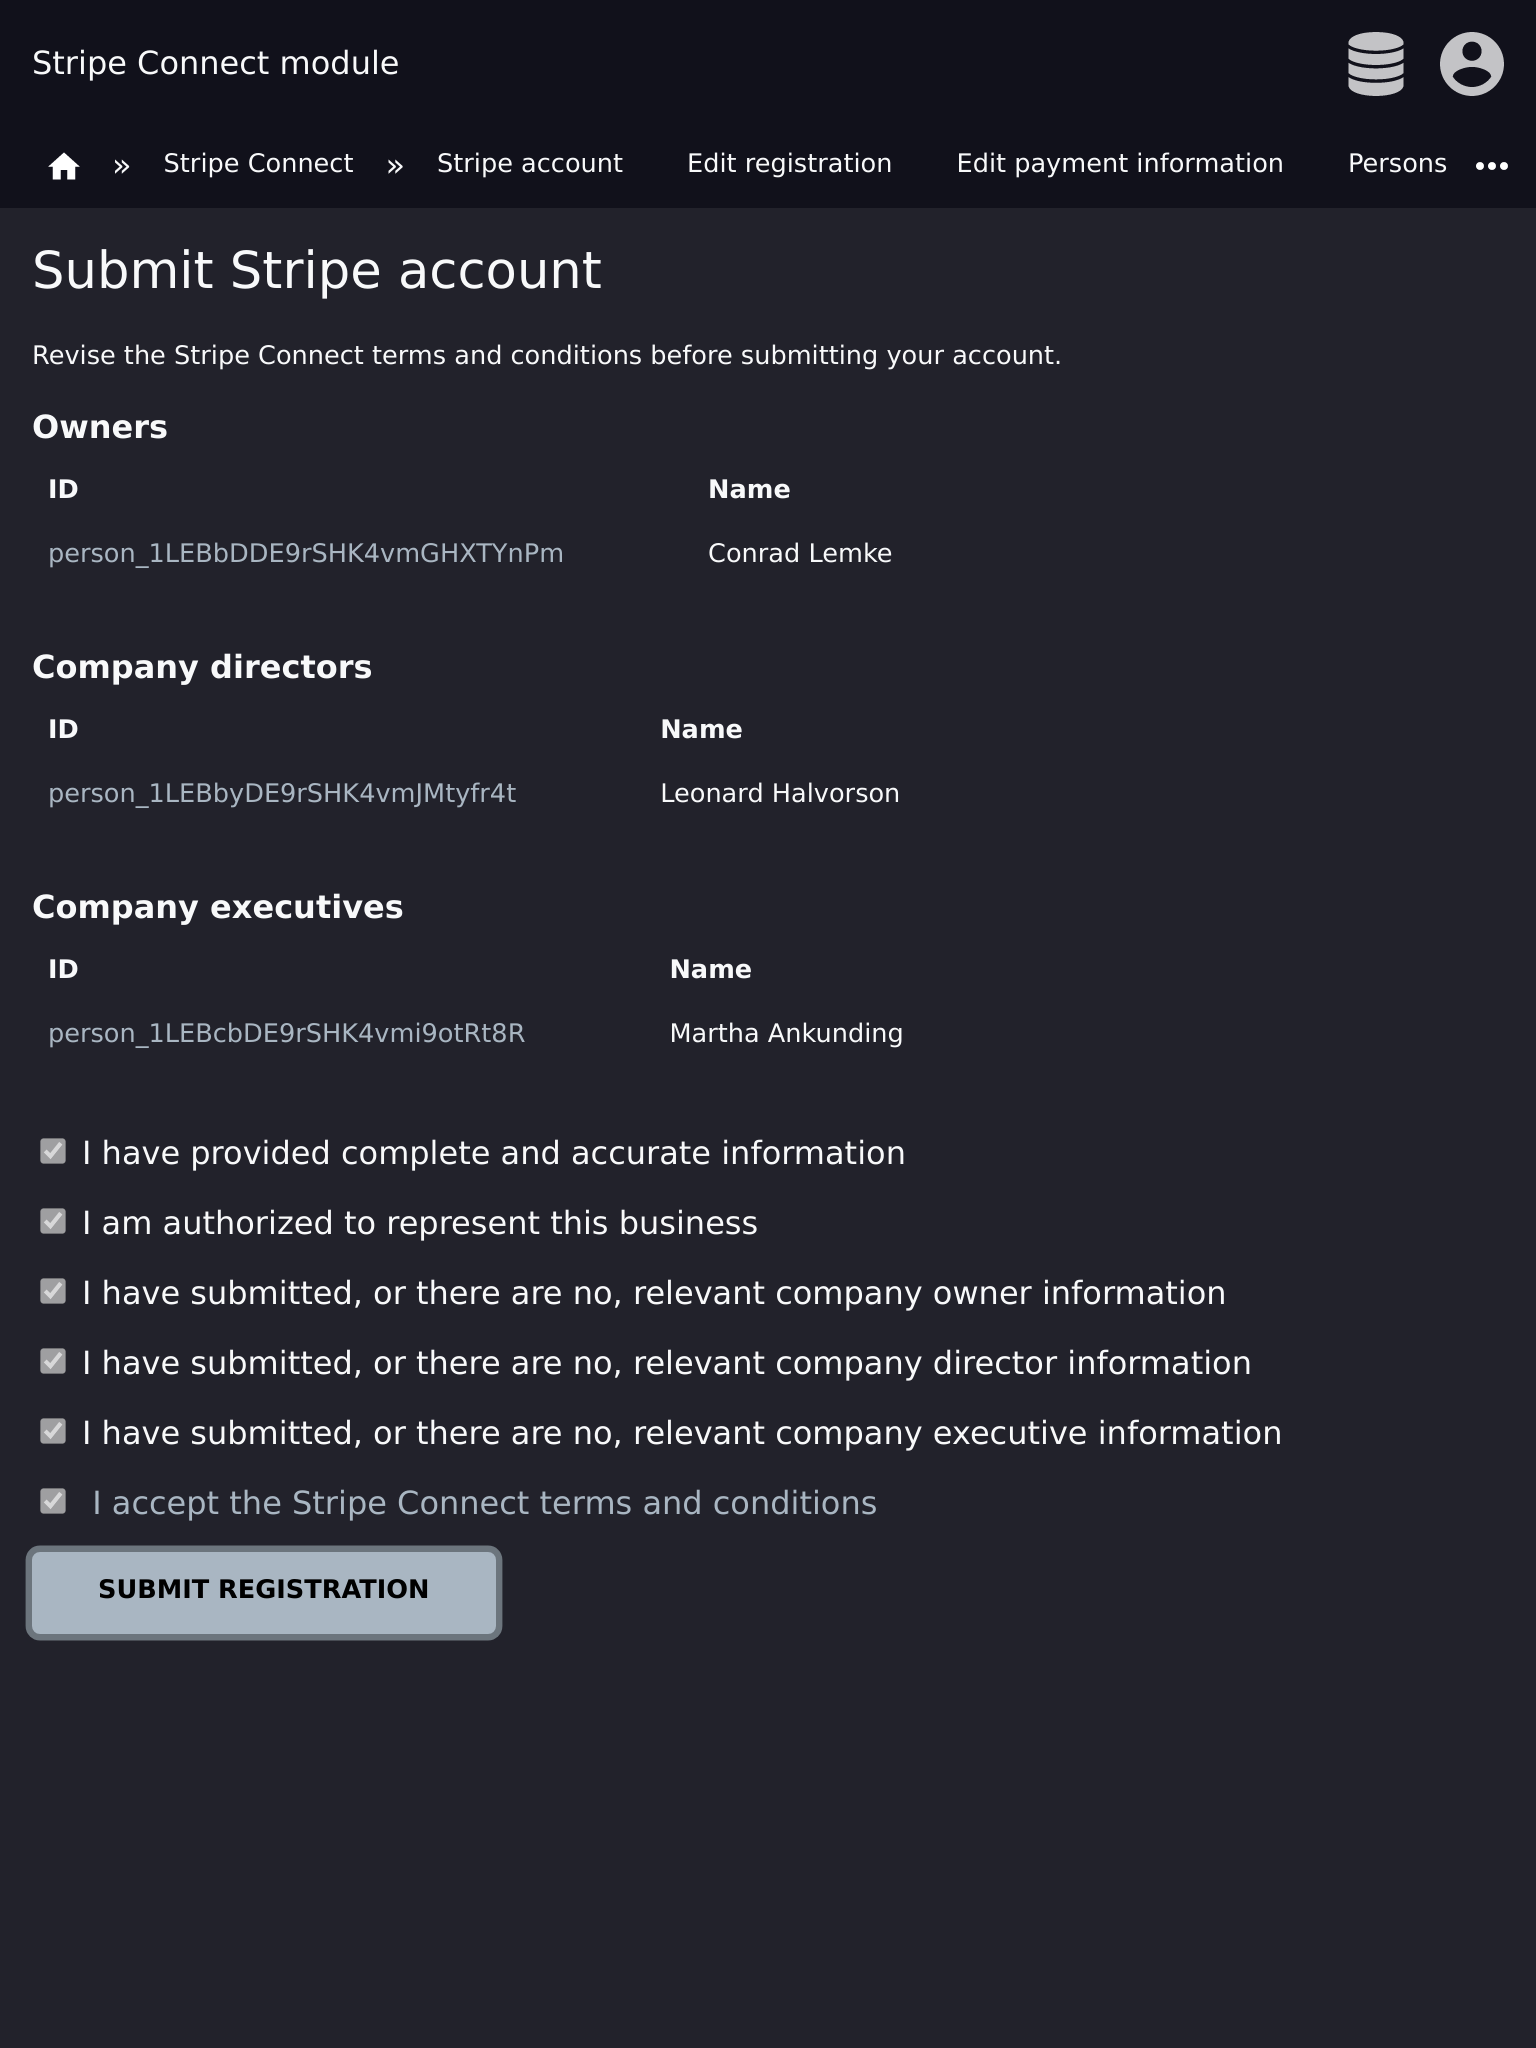 Stripe Connect module
» Stripe Connect » Stripe account Edit registration Edit payment information Persons •••
Submit Stripe account
Revise the Stripe Connect terms and conditions before submitting your account.
Owners
ID Name
person_1LEBbDDE9rSHK4vmGHXTYnPm Conrad Lemke
Company directors
ID Name
person_1LEBbyDE9rSHK4vmJMtyfr4t Leonard Halvorson
Company executives
ID Name
person_1LEBcbDE9rSHK4vmi9otRt8R Martha Ankunding
I have provided complete and accurate information
I am authorized to represent this business
I have submitted, or there are no, relevant company owner information
I have submitted, or there are no, relevant company director information
I have submitted, or there are no, relevant company executive information
I accept the Stripe Connect terms and conditions
SUBMIT REGISTRATION